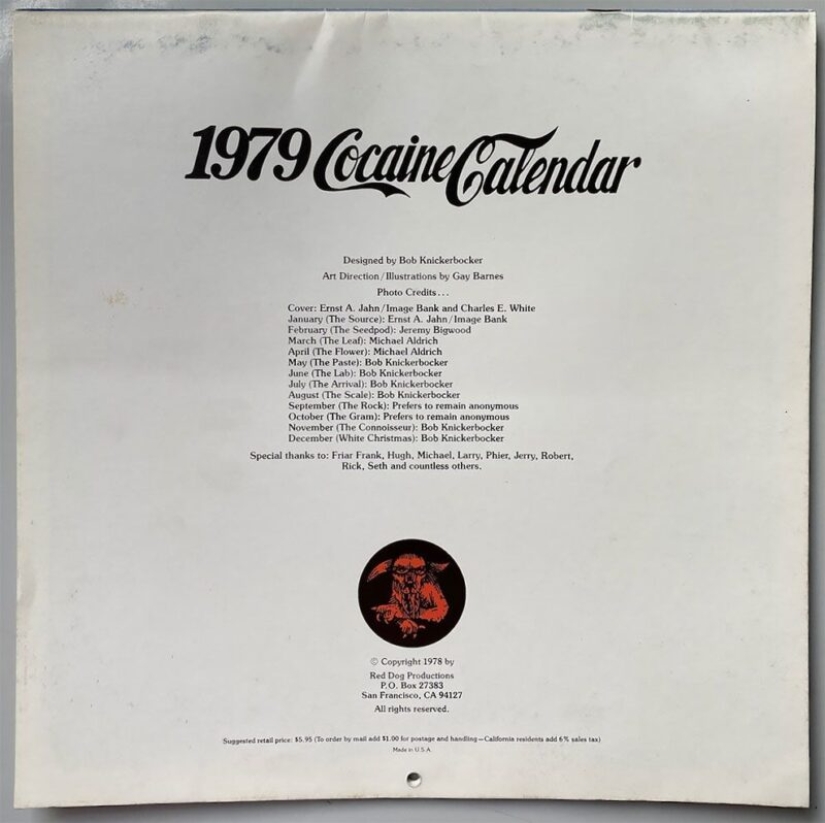 1979 Cocaine Calendar
Designed by Bob Knickerbocker
Art Direction/Illustrations by Gay Barnes
Photo Credits...
Cover: Ernst A. Jahn/Image Bank and Charles E. White
January (The Source): Ernst A. Jahn/Image Bank
February (The Seedpod): Jeremy Bigwood
March (The Leaf): Michael Aldrich
April (The Flower): Michael Aldrich
May (The Paste): Bob Knickerbocker
June (The Lab): Bob Knickerbocker
July (The Arrival): Bob Knickerbocker
August (The Scale): Bob Knickerbocker
September (The Rock): Prefers to remain anonymous
October (The Gram): Prefers to remain anonymous
November (The Connoisseur): Bob Knickerbocker
December (White Christmas): Bob Knickerbocker
Special thanks to: Friar Frank, Hugh, Michael, Larry, Phier, Jerry, Robert,
Rick, Seth and countless others.
© Copyright 1978 by
Red Dog Productions
P.O. Box 27383
San Francisco, CA 94127
All rights reserved.
Suggested retail price: $5.95 (To order by mail add $1.00 for postage and handling—California residents add 6% sales tax)
Made in U.S.A.